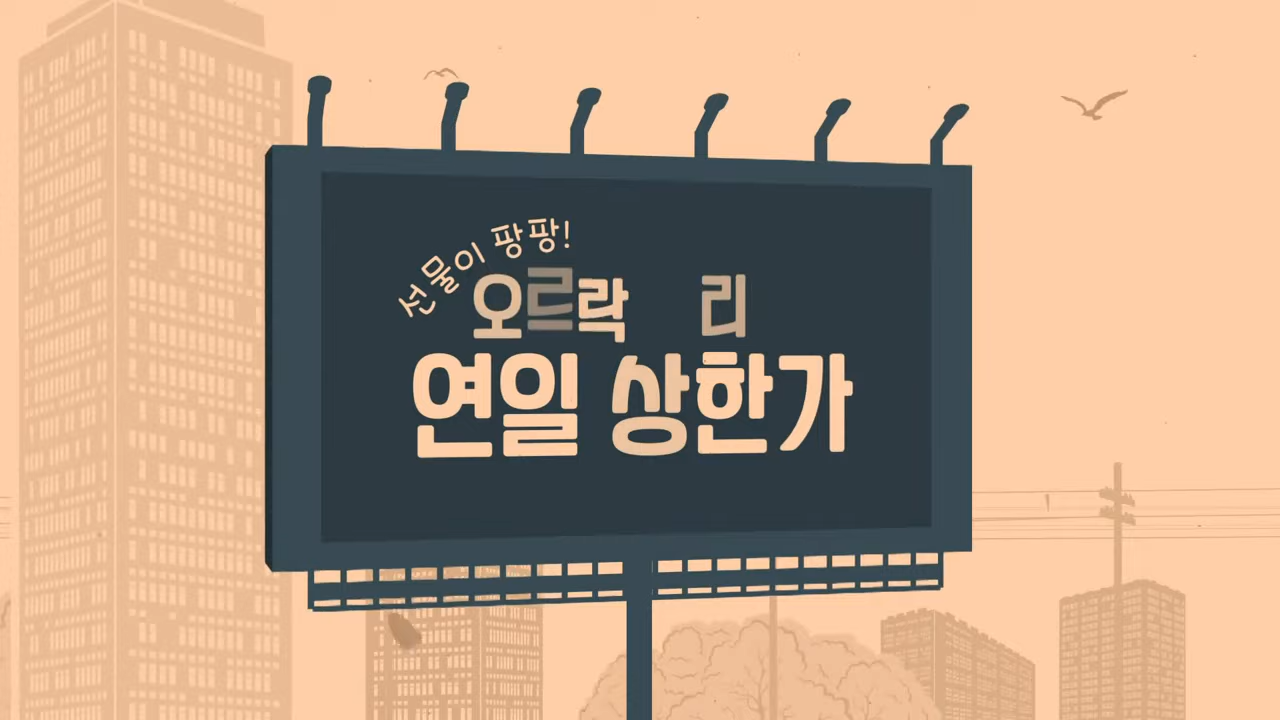 선물이 팡팡!
오르락 리
연일 상한가